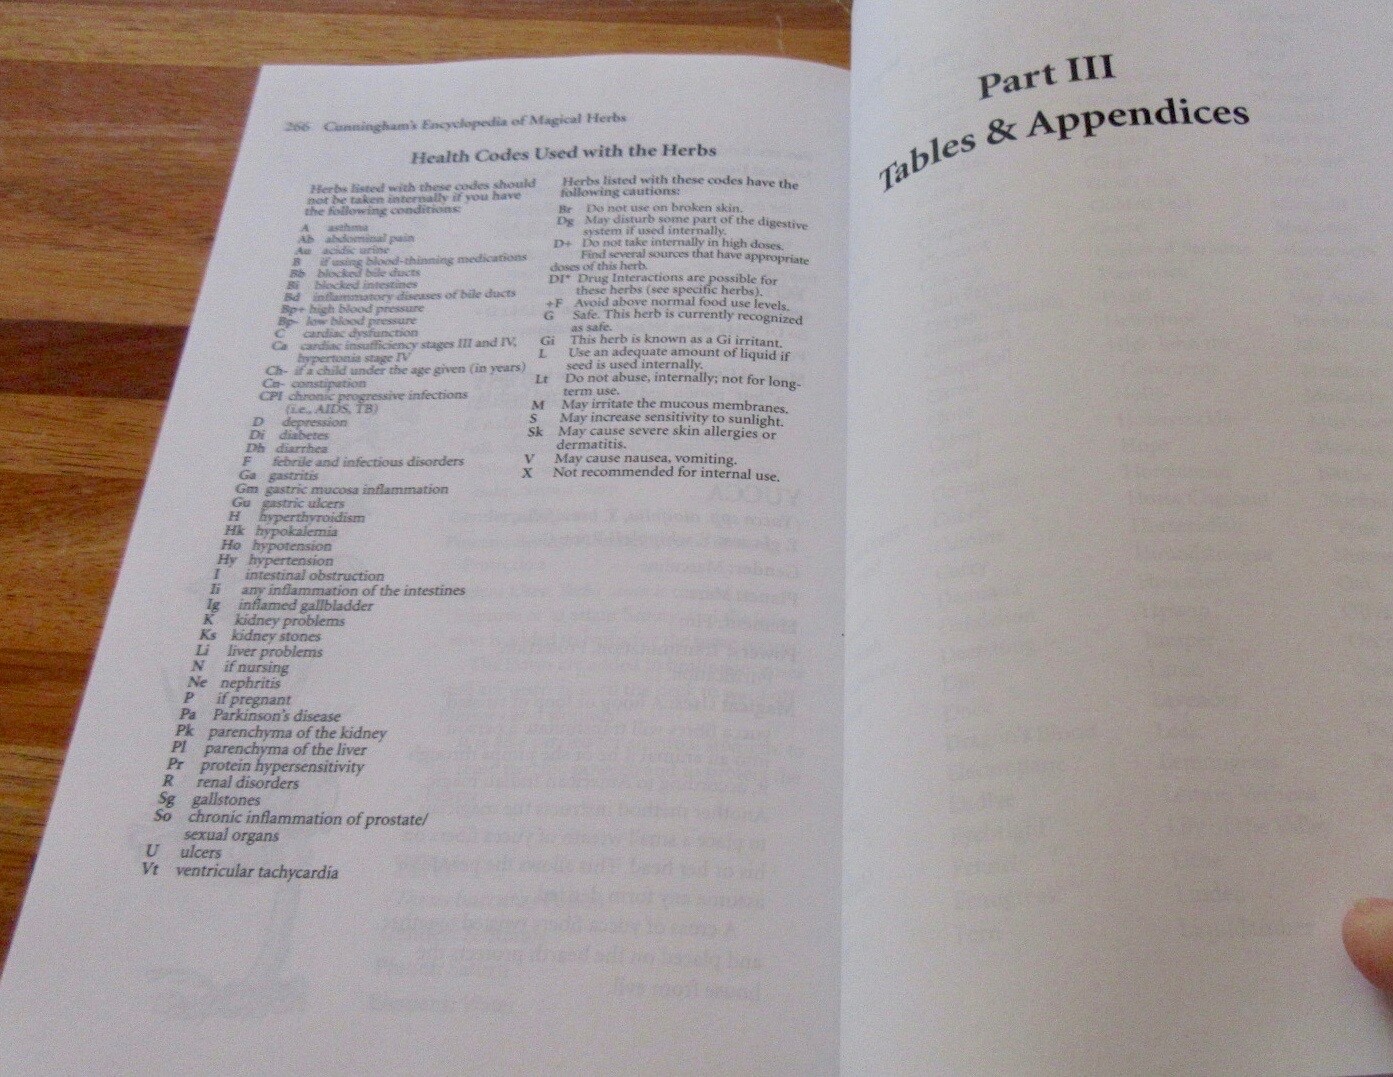 266 Cunningham's Encyclopedia of Magical Herbs
Health Codes Used with the Herbs
Herbs listed with these codes should
not be taken internally if you have
the following conditions:
A asthma
Ab abdominal pain
Au acidic urine
B if using blood-thinning medications
Bb blocked bile ducts
Bi blocked intestines
Bd inflammatory diseases of bile ducts
Bp+ high blood pressure
Bp- low blood pressure
C cardiac dysfunction
Ca cardiac insufficiency stages III and IV,
hypertonia stage IV
Ch- if a child under the age given (in years)
Cn- constipation
CPI chronic progressive infections
(i.e., AIDS, TB)
D depression
Di diabetes
Dh diarrhea
F febrile and infectious disorders
Ga gastritis
Gm gastric mucosa inflammation
Gu gastric ulcers
H hyperthyroidism
Hk hypokalemia
Ho hypotension
Hy hypertension
I intestinal obstruction
Ii any inflammation of the intestines
Ig inflamed gallbladder
K kidney problems
Ks kidney stones
Li liver problems
N if nursing
Ne nephritis
P if pregnant
Pa Parkinson's disease
Pk parenchyma of the kidney
Pl parenchyma of the liver
Pr protein hypersensitivity
R renal disorders
Sg gallstones
So chronic inflammation of prostate/
sexual organs
U ulcers
Vt ventricular tachycardia
Herbs listed with these codes have the
following cautions:
Br Do not use on broken skin.
Dg May disturb some part of the digestive
system if used internally.
D+ Do not take internally in high doses.
Find several sources that have appropriate
doses of this herb.
DI* Drug Interactions are possible for
these herbs (see specific herbs).
+F Avoid above normal food use levels.
G Safe. This herb is currently recognized
as safe.
Gi This herb is known as a Gi irritant.
L Use an adequate amount of liquid if
seed is used internally.
Lt Do not abuse, internally; not for long-
term use.
M May irritate the mucous membranes.
S May increase sensitivity to sunlight.
Sk May cause severe skin allergies or
dermatitis.
V May cause nausea, vomiting.
X Not recommended for internal use.
Part III
Tables & Appendices